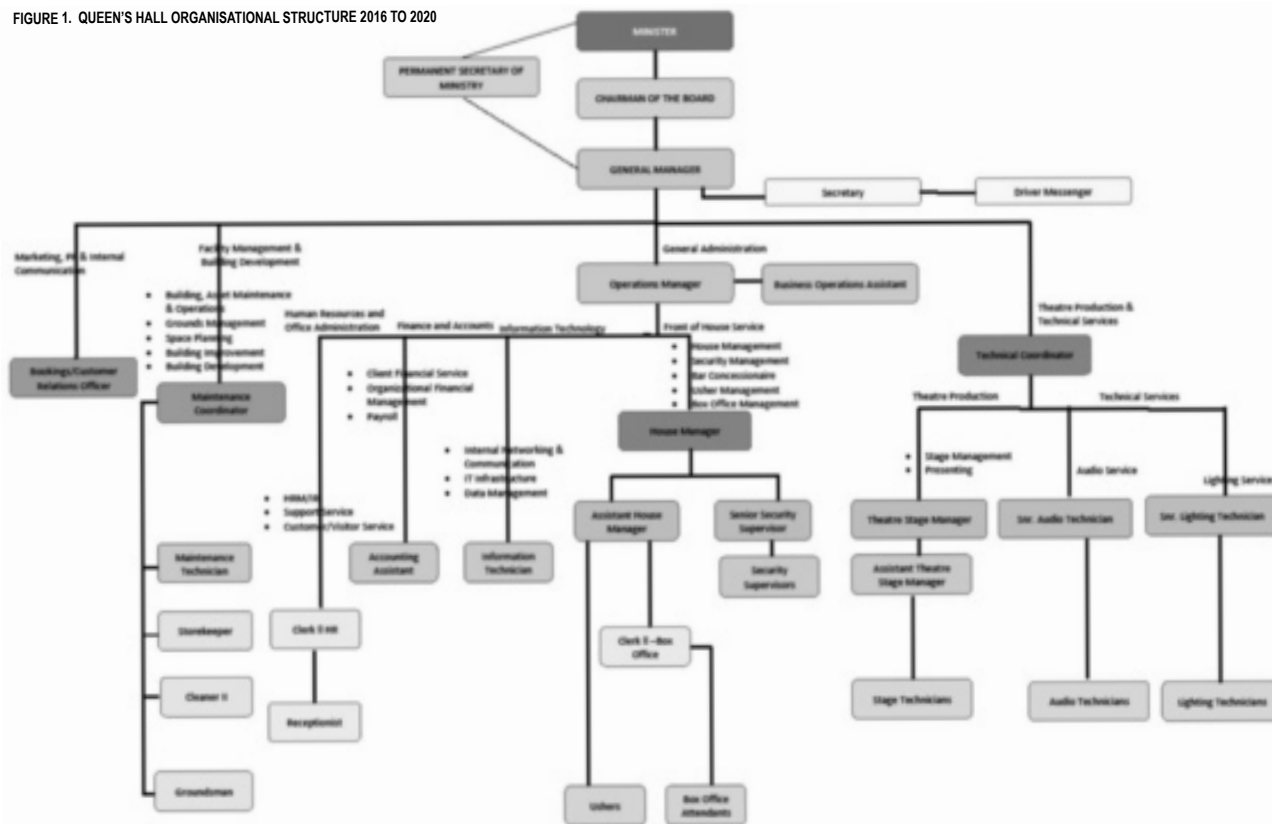 FIGURE 1. QUEEN'S HALL ORGANISATIONAL STRUCTURE 2016 TO 2020
MINISTER
PERMANENT SECRETARY OF
MINISTRY
CHAIRMAN OF THE BOARD
GENERAL MANAGER
Secretary
Driver Messenger
Marketing, PR & Internal
Communication
Facility Management &
Building Development
General Administration
Operations Manager
Business Operations Assistant
• Building, Asset Maintenance
& Operations
• Grounds Management
• Space Planning
• Building Improvement
• Building Development
Human Resources and
Office Administration
Finance and Accounts
Information Technology
Front of House Service
• House Management
• Security Management
• Bar Concessionaire
• Usher Management
• Box Office Management
Theatre Production &
Technical Services
Technical Coordinator
Bookings/Customer
Relations Officer
Maintenance
Coordinator
• Client Financial Service
• Organizational Financial
Management
• Payroll
House Manager
Theatre Production
Technical Services
• Internal Networking &
Communication
• IT Infrastructure
• Data Management
• Stage Management
• Presenting
Audio Service
Lighting Service
• HRM/IR
• Support Service
• Customer/Visitor Service
Assistant House
Manager
Senior Security
Supervisor
Theatre Stage Manager
Snr. Audio Technician
Snr. Lighting Technician
Maintenance
Technician
Accounting
Assistant
Information
Technician
Security
Supervisors
Assistant Theatre
Stage Manager
Storekeeper
Clerk II HR
Clerk II –Box
Office
Cleaner II
Receptionist
Stage Technicians
Audio Technicians
Lighting Technicians
Groundsman
Ushers
Box Office
Attendants